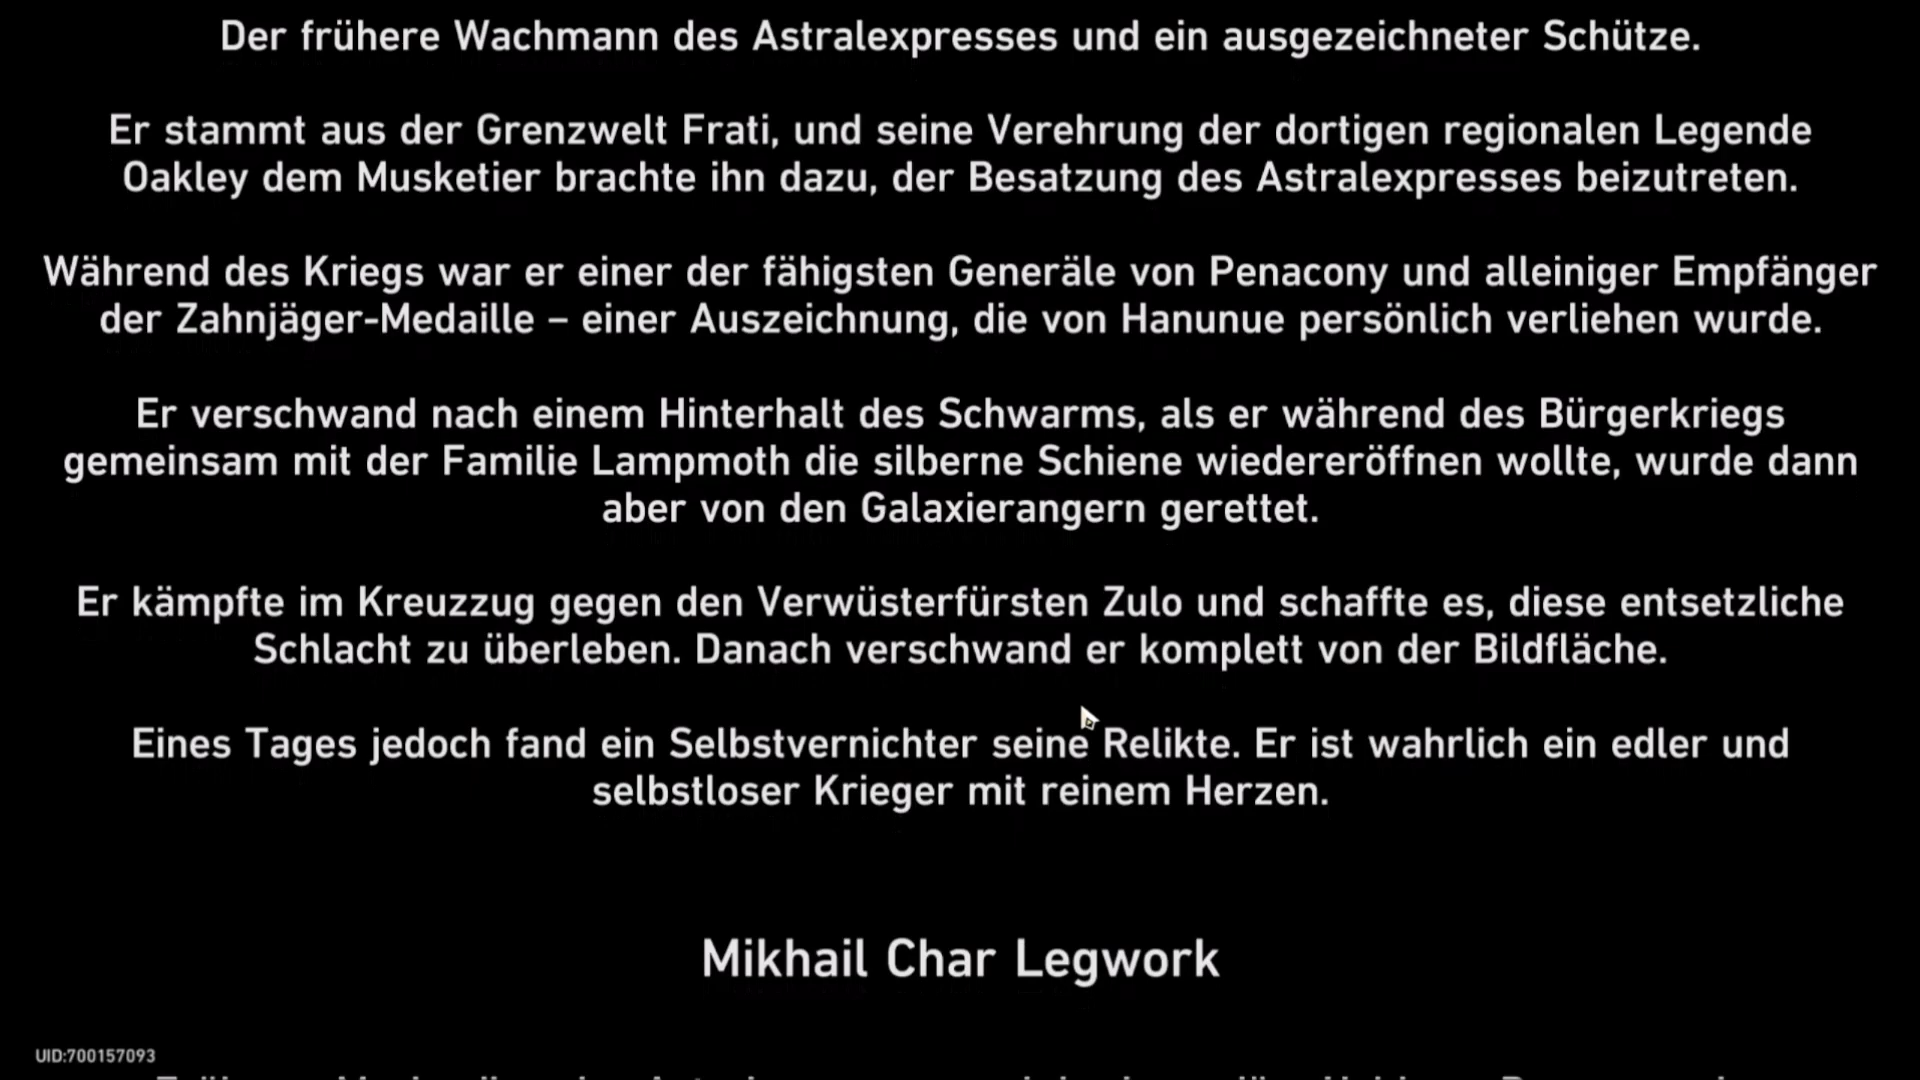 Der frühere Wachmann des Astralexpresses und ein ausgezeichneter Schütze.
Er stammt aus der Grenzwelt Frati, und seine Verehrung der dortigen regionalen Legende
Oakley dem Musketier brachte ihn dazu, der Besatzung des Astralexpresses beizutreten.
Während des Kriegs war er einer der fähigsten Generäle von Penacony und alleiniger Empfänger
der Zahnjäger-Medaille – einer Auszeichnung, die von Hanunue persönlich verliehen wurde.
Er verschwand nach einem Hinterhalt des Schwarms, als er während des Bürgerkriegs
gemeinsam mit der Familie Lampmoth die silberne Schiene wiedereröffnen wollte, wurde dann
aber von den Galaxierangern gerettet.
Er kämpfte im Kreuzzug gegen den Verwüsterfürsten Zulo und schaffte es, diese entsetzliche
Schlacht zu überleben. Danach verschwand er komplett von der Bildfläche.
Eines Tages jedoch fand ein Selbstvernichter seine Relikte. Er ist wahrlich ein edler und
selbstloser Krieger mit reinem Herzen.
Mikhail Char Legwork
UID:700157093